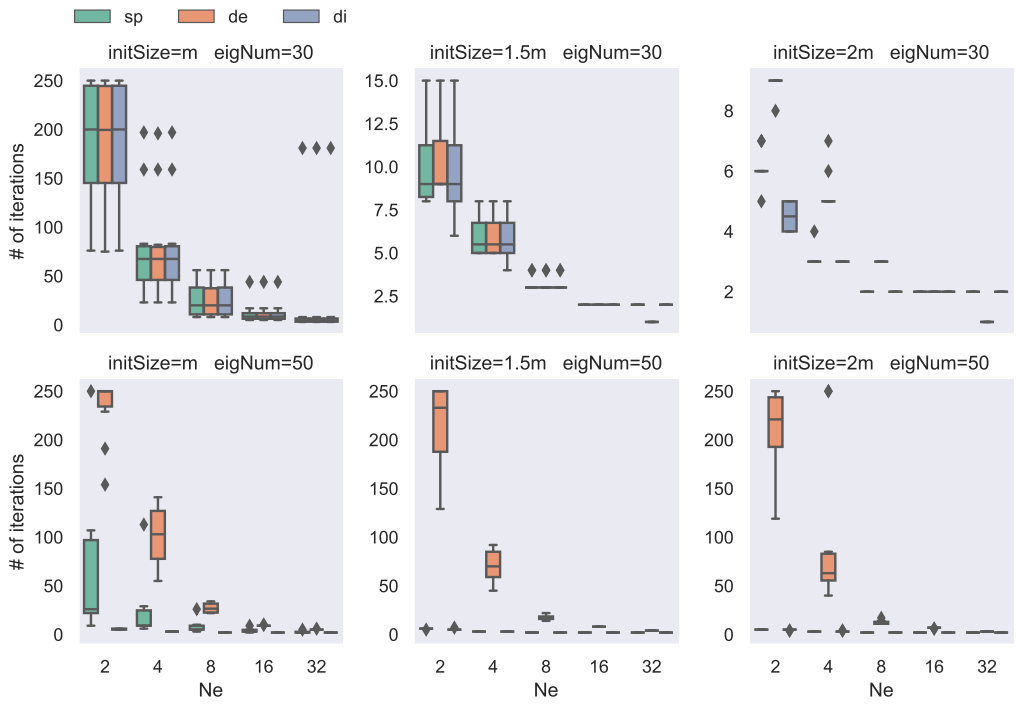 sp de di
initSize=m eigNum=30
initSize=1.5m eigNum=30
initSize=2m eigNum=30
# of iterations
250
200
150
100
50
0
15.0
12.5
10.0
7.5
5.0
2.5
8
6
4
2
initSize=m eigNum=50
initSize=1.5m eigNum=50
initSize=2m eigNum=50
# of iterations
250
200
150
100
50
0
250
200
150
100
50
0
250
200
150
100
50
0
2 4 8 16 32
2 4 8 16 32
2 4 8 16 32
Ne
Ne
Ne